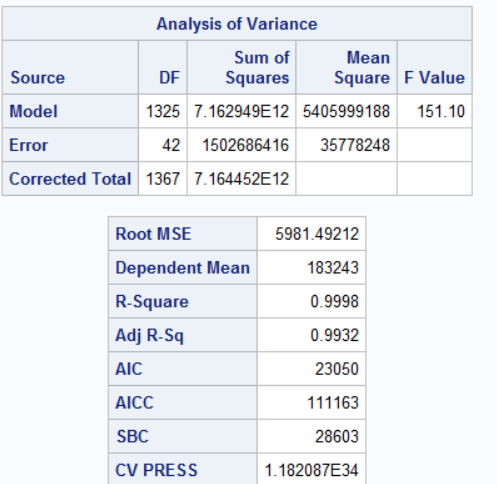 Analysis of Variance
Source DF Sum of Squares Mean Square F Value
Model 1325 7.162949E12 5405999188 151.10
Error 42 1502686416 35778248
Corrected Total 1367 7.164452E12
Root MSE 5981.49212
Dependent Mean 183243
R-Square 0.9998
Adj R-Sq 0.9932
AIC 23050
AICC 111163
SBC 28603
CV PRESS 1.182087E34